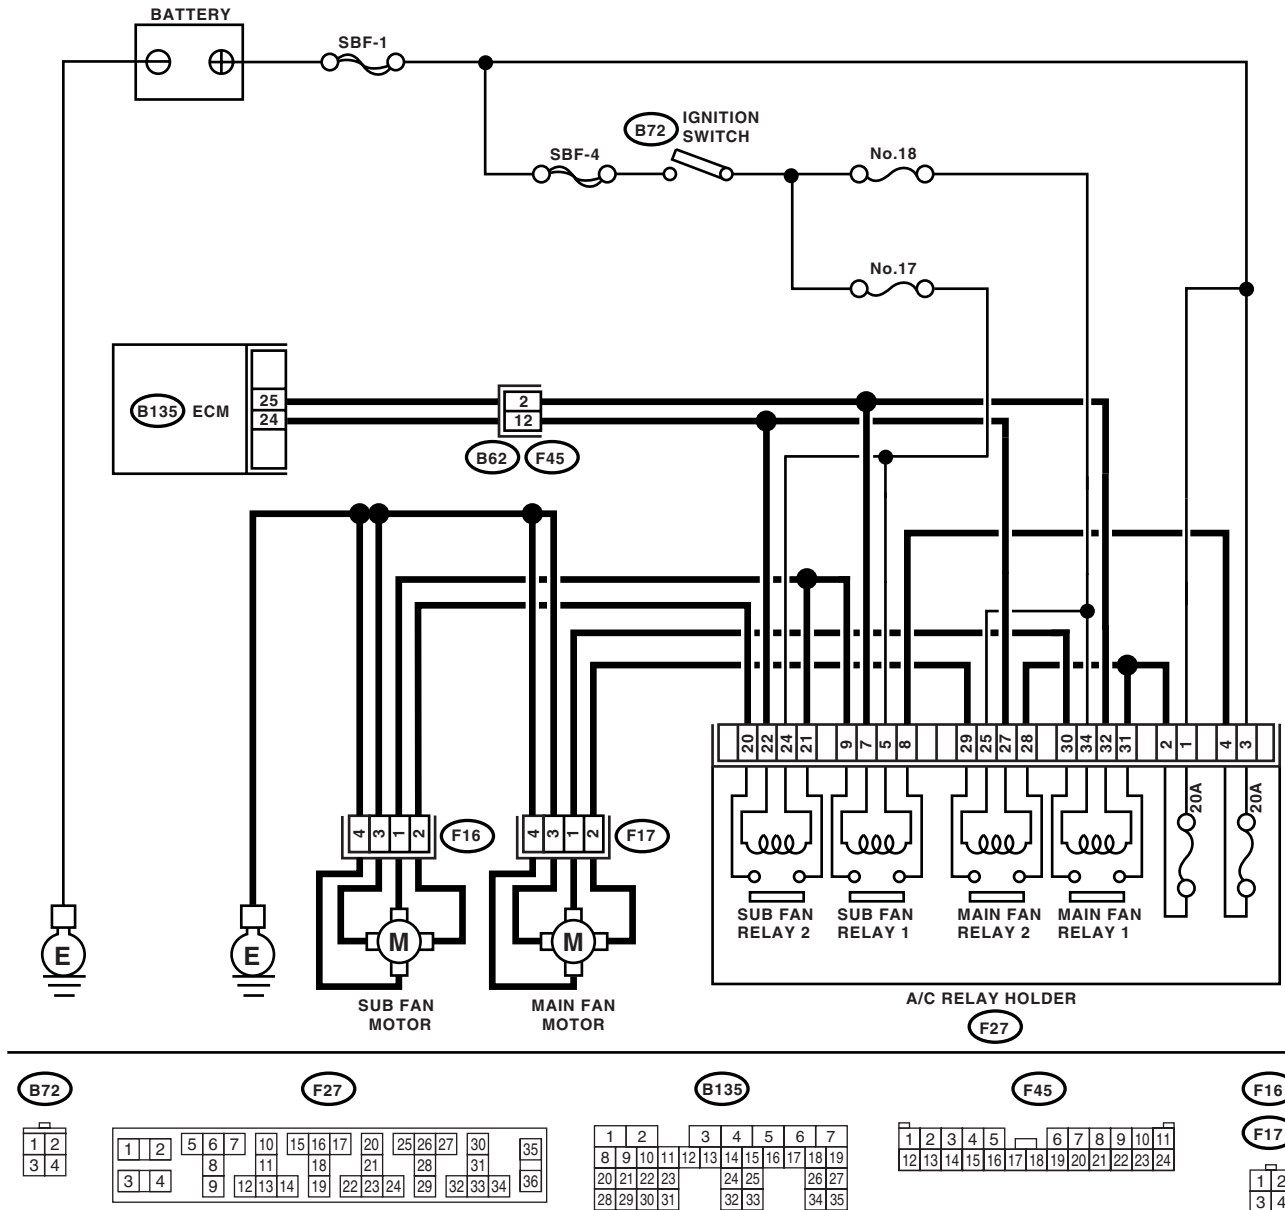 BATTERY
SBF-1
B72
IGNITION
SWITCH
SBF-4
No.18
No.17
B135 ECM
25
24
2
12
B62 F45
20 22 24 21 9 7 5 8 29 25 27 28 30 34 32 31 2 1 4 3
20A 20A
4 3 1 2
F16
4 3 1 2
F17
SUB FAN
RELAY 2
SUB FAN
RELAY 1
MAIN FAN
RELAY 2
MAIN FAN
RELAY 1
E
E
M
M
SUB FAN
MOTOR
MAIN FAN
MOTOR
A/C RELAY HOLDER
F27
B72
1 2
3 4
F27
1 2 5 6 7 10 15 16 17 20 25 26 27 30 35
8 11 18 21 28 31
3 4 9 12 13 14 19 22 23 24 29 32 33 34 36
B135
1 2 3 4 5 6 7
8 9 10 11 12 13 14 15 16 17 18 19
20 21 22 23 24 25 26 27
28 29 30 31 32 33 34 35
F45
1 2 3 4 5 6 7 8 9 10 11
12 13 14 15 16 17 18 19 20 21 22 23 24
F16
F17
1 2
3 4